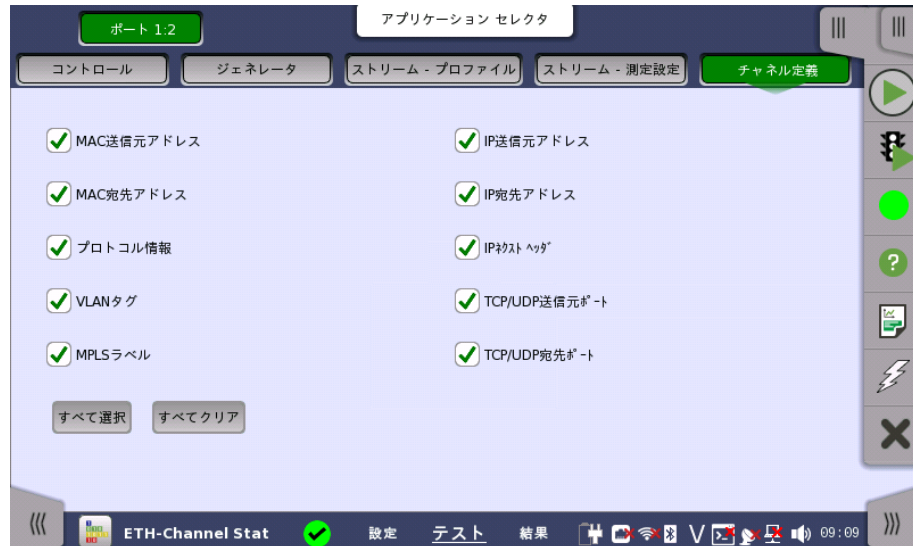 ポート 1:2
アプリケーション セレクタ
コントロール
ジェネレータ
ストリーム - プロファイル
ストリーム - 測定設定
チャネル定義
MAC送信元アドレス
IP送信元アドレス
MAC宛先アドレス
IP宛先アドレス
プロトコル情報
IPﾈｸｽﾄ ﾍｯﾀﾞ
VLANタグ
TCP/UDP送信元ﾎﾟｰﾄ
MPLSラベル
TCP/UDP宛先ﾎﾟｰﾄ
すべて選択
すべてクリア
ETH-Channel Stat
設定
テスト
結果
V
09:09